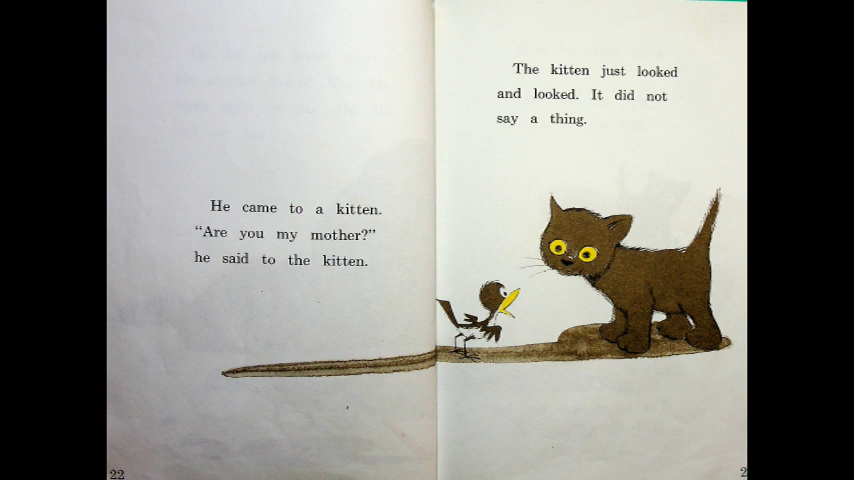 He came to a kitten.
“Are you my mother?”
he said to the kitten.
22
The kitten just looked
and looked. It did not
say a thing.
2